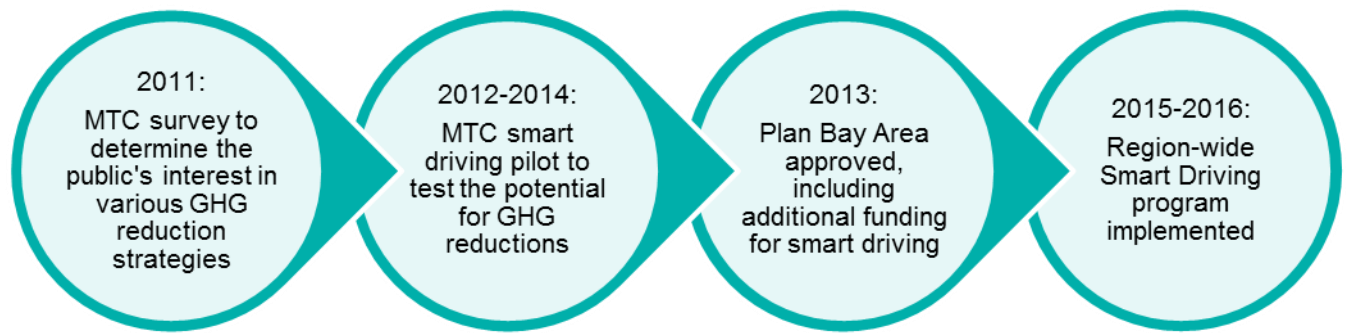 2011:
MTC survey to
determine the
public's interest in
various GHG
reduction
strategies
2012-2014:
MTC smart
driving pilot to
test the potential
for GHG
reductions
2013:
Plan Bay Area
approved,
including
additional funding
for smart driving
2015-2016:
Region-wide
Smart Driving
program
implemented